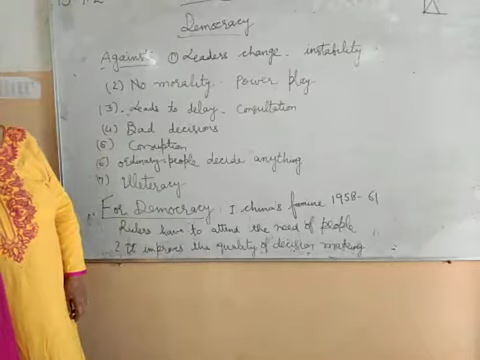 Democracy
Against (1) Leaders change - instability
(2) No morality - Power play
(3) Leads to delay - Consultation
(4) Bad decisions
(5) Corruption
(6) ordinary people decide anything
(7) Illeteracy
For Democracy. 1. China's famine 1958-61
Rulers have to attend the need of people
2. It improves the quality of decision making